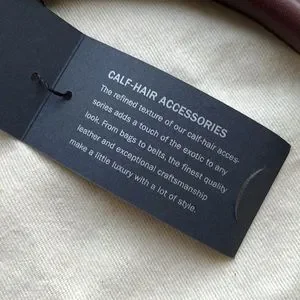 CALF-HAIR ACCESSORIES
The refined texture of our calf-hair acces-
sories adds a touch of the exotic to any
look. From bags to belts, the finest quality
leather and exceptional craftsmanship
make a little luxury with a lot of style.